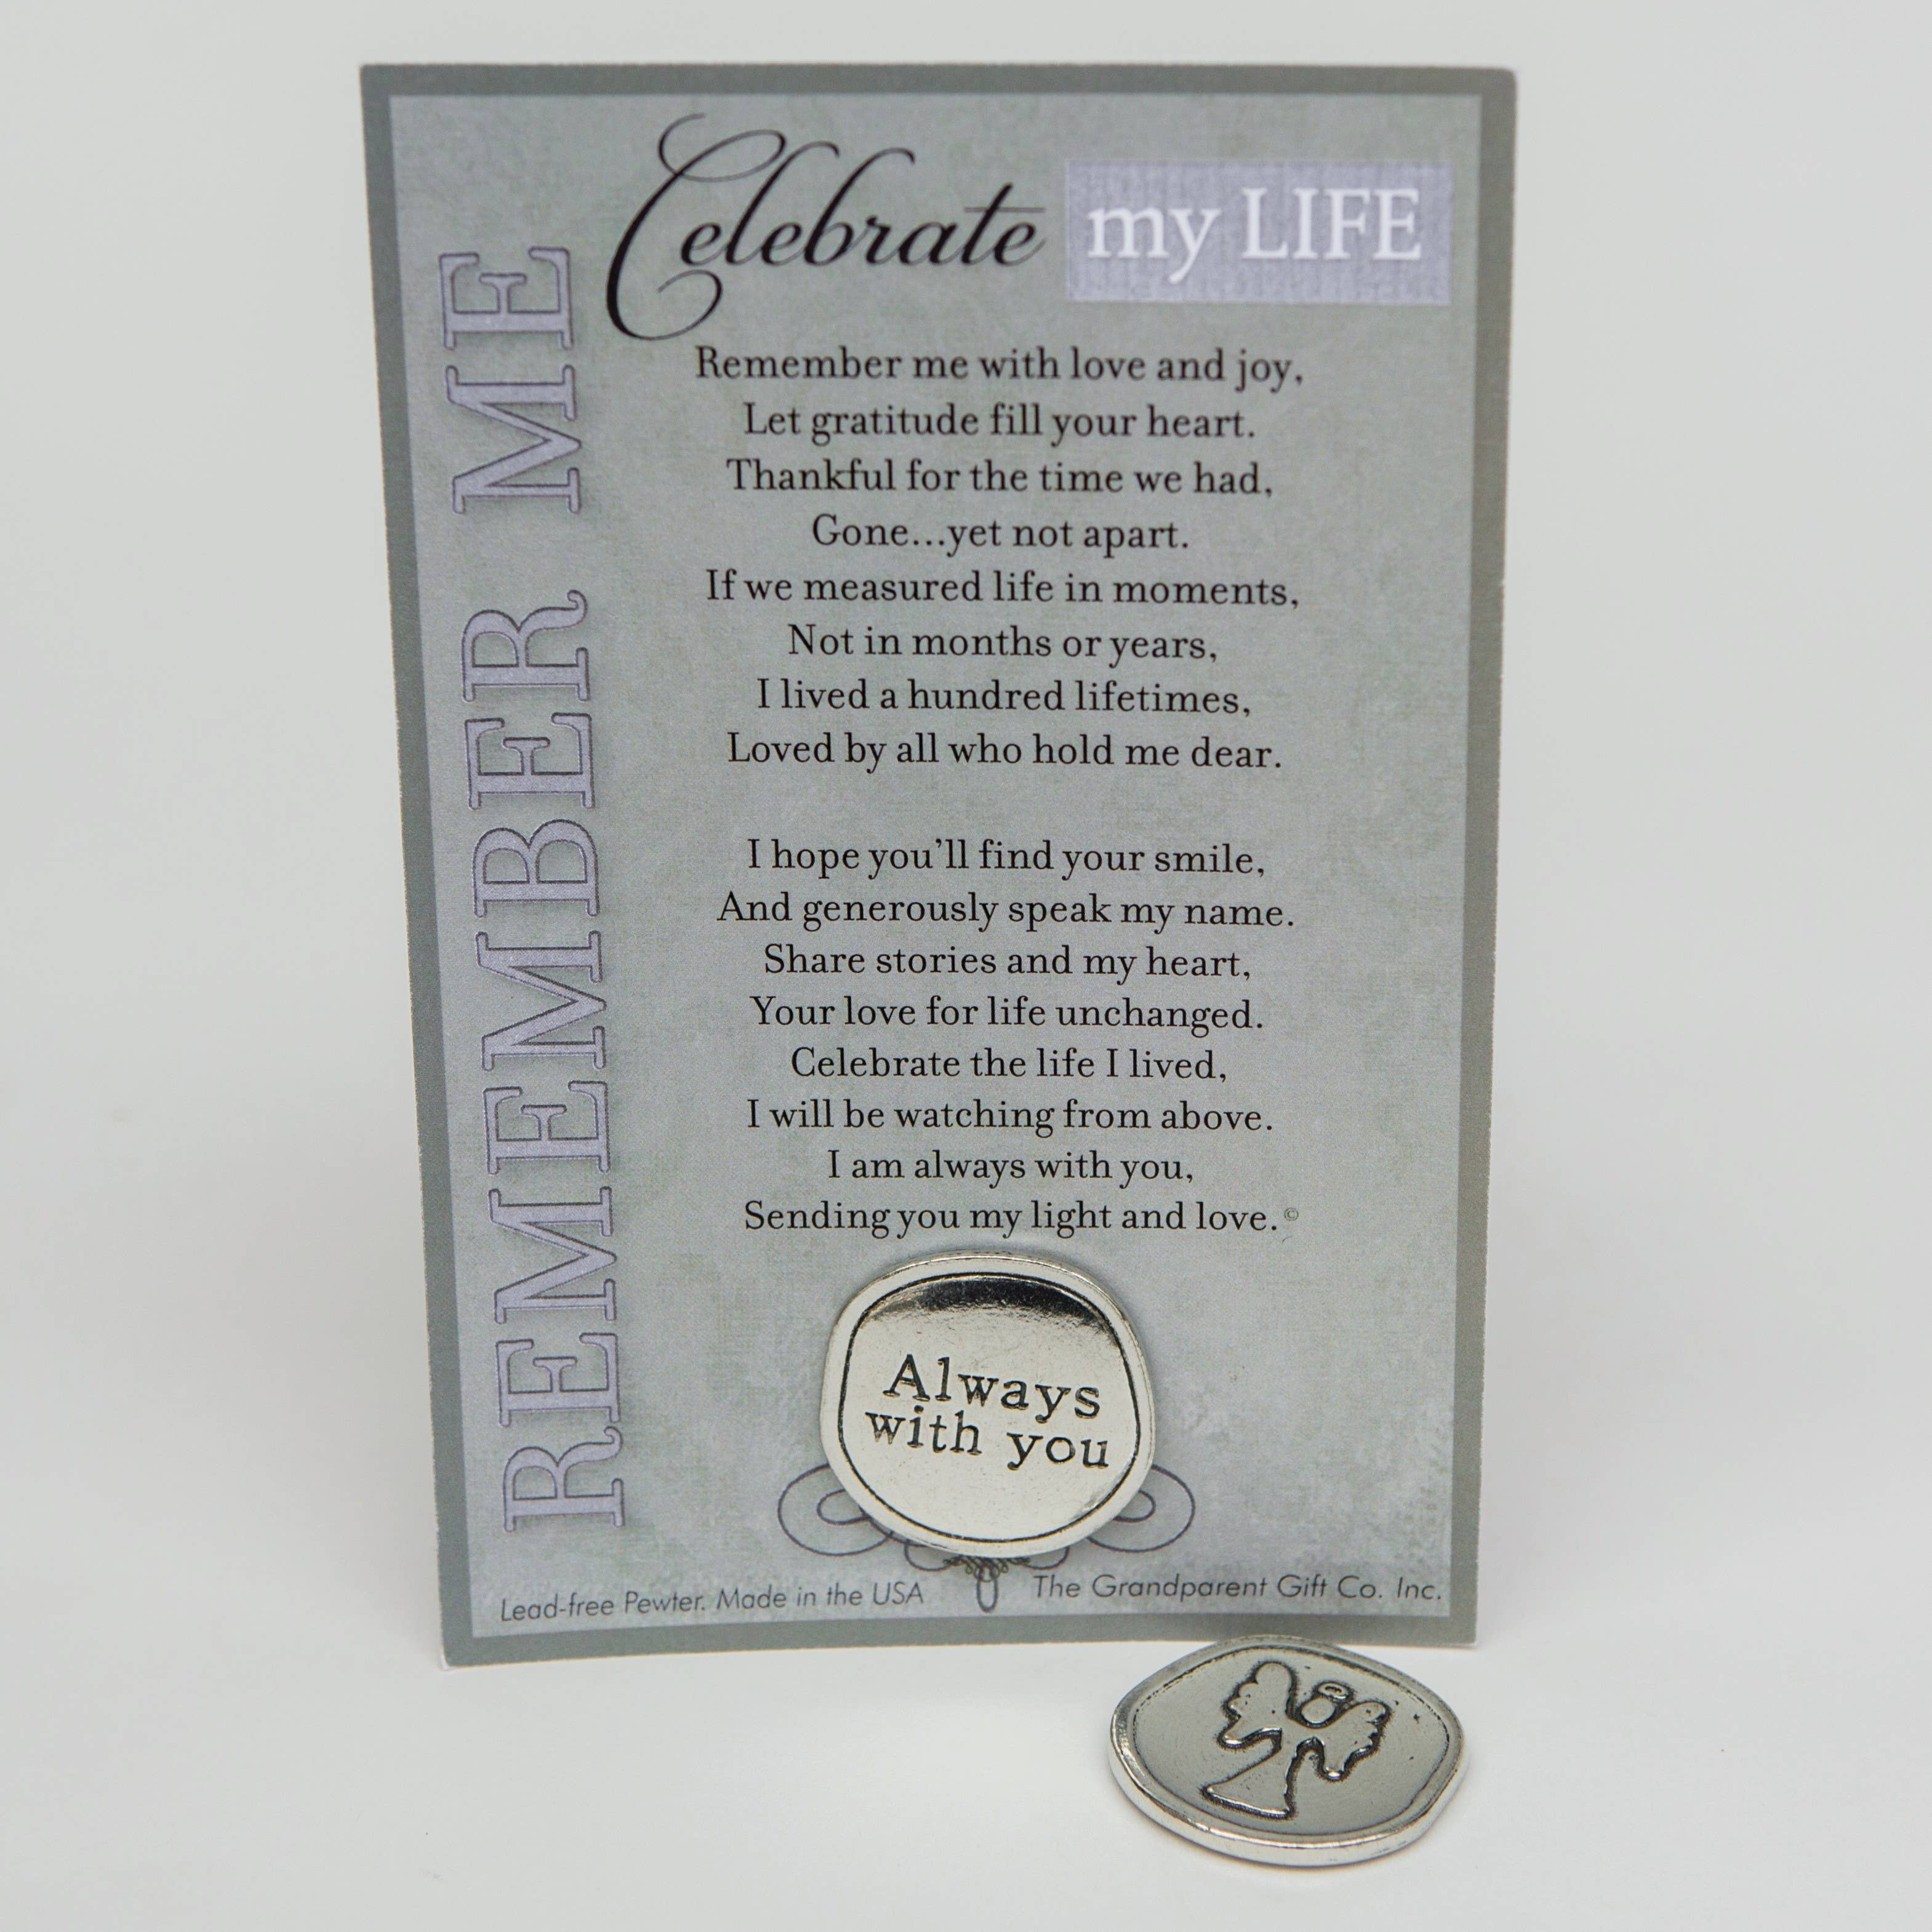 Celebrate my LIFE
REMEMBER ME
Remember me with love and joy,
Let gratitude fill your heart.
Thankful for the time we had,
Gone...yet not apart.
If we measured life in moments,
Not in months or years,
I lived a hundred lifetimes,
Loved by all who hold me dear.
I hope you'll find your smile,
And generously speak my name.
Share stories and my heart,
Your love for life unchanged.
Celebrate the life I lived,
I will be watching from above.
I am always with you,
Sending you my light and love.©
Always
with you
Lead-free Pewter. Made in the USA
The Grandparent Gift Co. Inc.